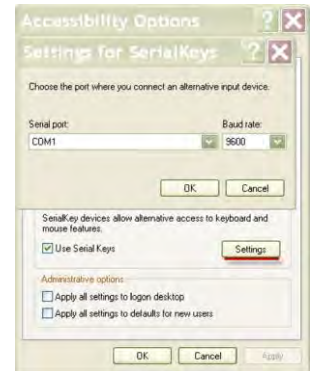 Accessibility Options
Settings for SerialKeys
Choose the port where you connect an alternative input device.
Serial port: Baud rate:
COM1 9600
OK Cancel
SerialKey devices allow alternative access to keyboard and
mouse features.
Use Serial Keys Settings
Administrative options
Apply all settings to logon desktop
Apply all settings to defaults for new users
OK Cancel Apply